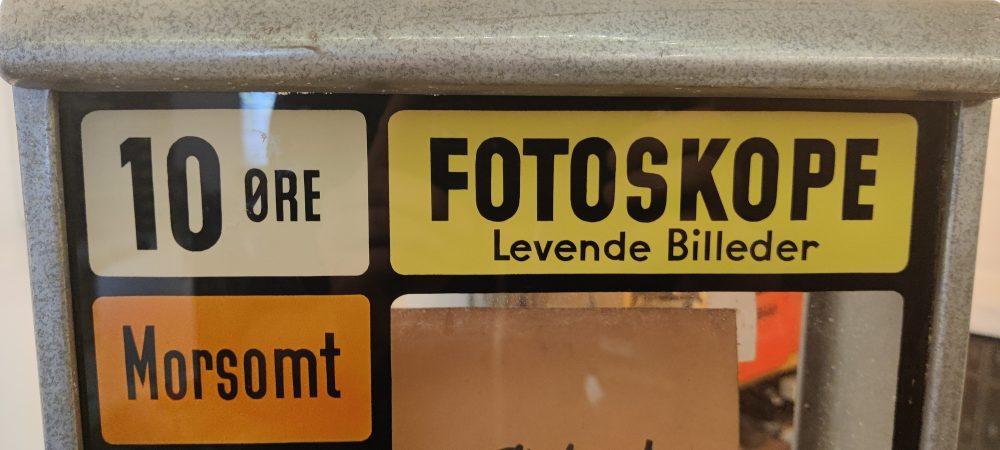 10 ØRE
FOTOSKOPE
Levende Billeder
Morsomt